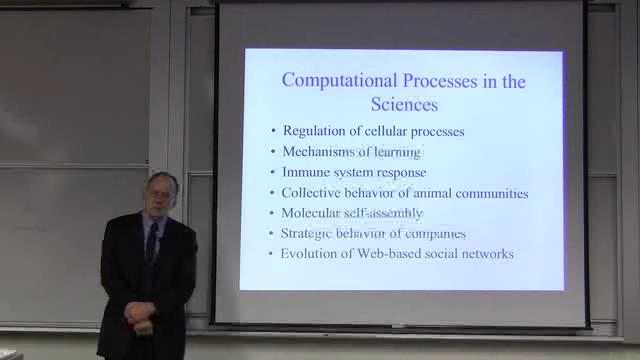 Computational Processes in the
Sciences
• Regulation of cellular processes
• Mechanisms of learning
• Immune system response
• Collective behavior of animal communities
• Molecular self-assembly
• Strategic behavior of companies
• Evolution of Web-based social networks